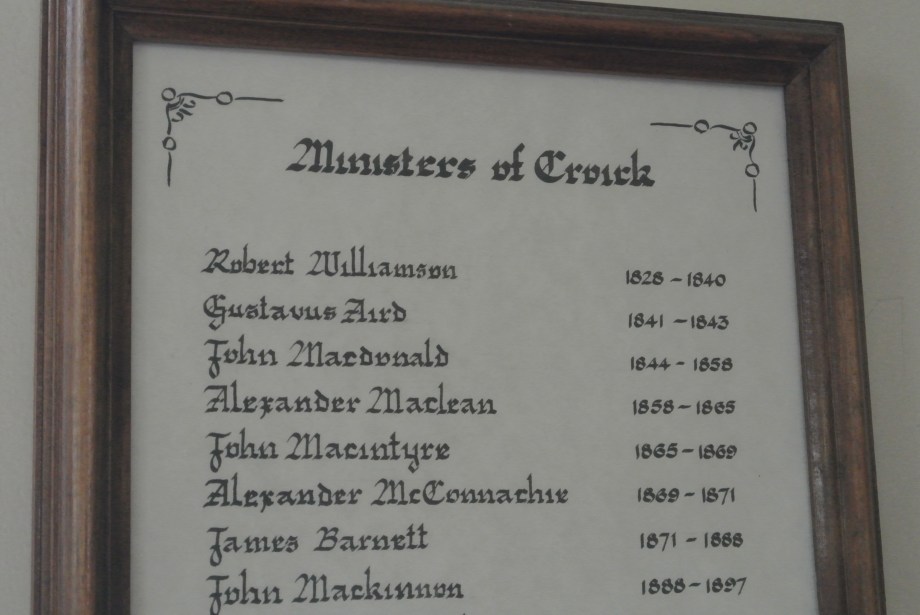 Ministers of Croick
Robert Williamson 1828 - 1840
Gustavus Aird 1841 - 1843
John Macdonald 1844 - 1858
Alexander Maclean 1858 - 1865
John Macintyre 1865 - 1869
Alexander McConnachie 1869 - 1871
James Barnett 1871 - 1888
John Mackinnon 1888 - 1897